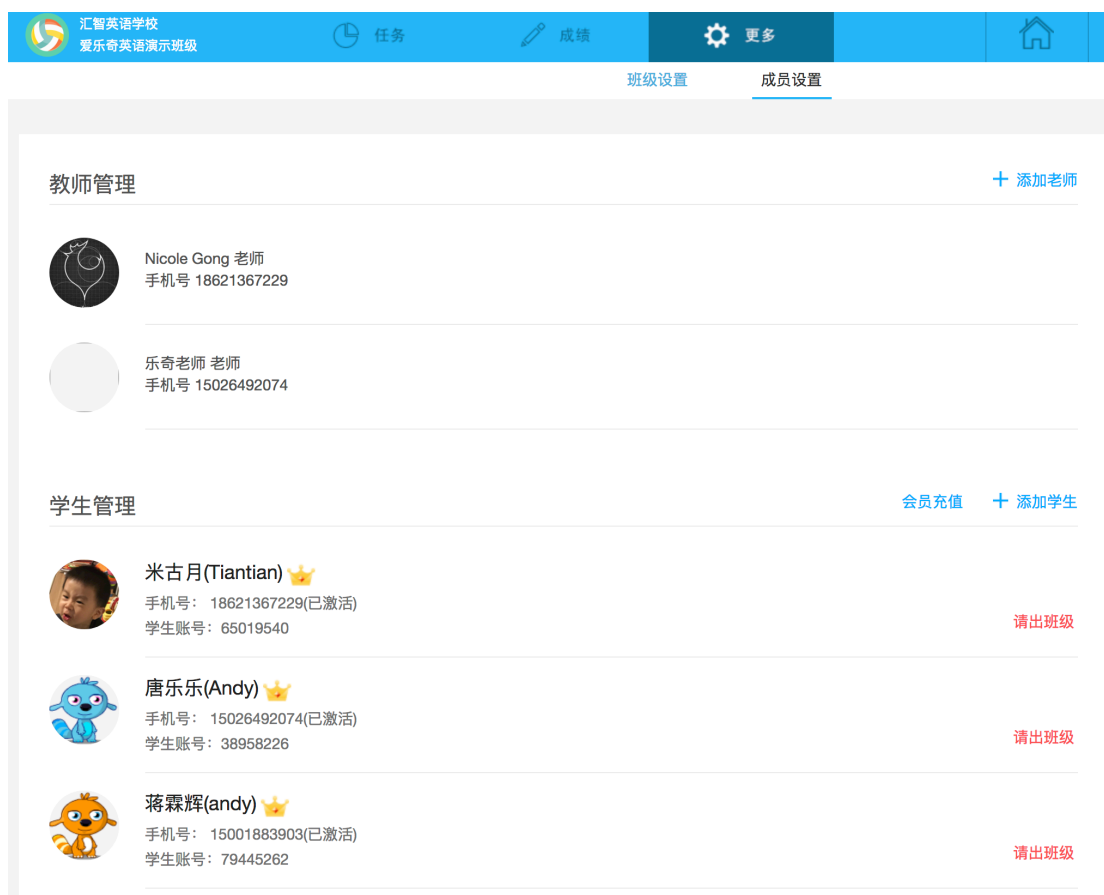 汇智英语学校
爱乐奇英语演示班级
任务
成绩
更多
班级设置
成员设置
教师管理
添加老师
Nicole Gong 老师
手机号 18621367229
乐奇老师 老师
手机号 15026492074
学生管理
会员充值
添加学生
米古月(Tiantian)
手机号： 18621367229(已激活)
学生账号：65019540
请出班级
唐乐乐(Andy)
手机号： 15026492074(已激活)
学生账号：38958226
请出班级
蒋霖辉(andy)
手机号： 15001883903(已激活)
学生账号：79445262
请出班级